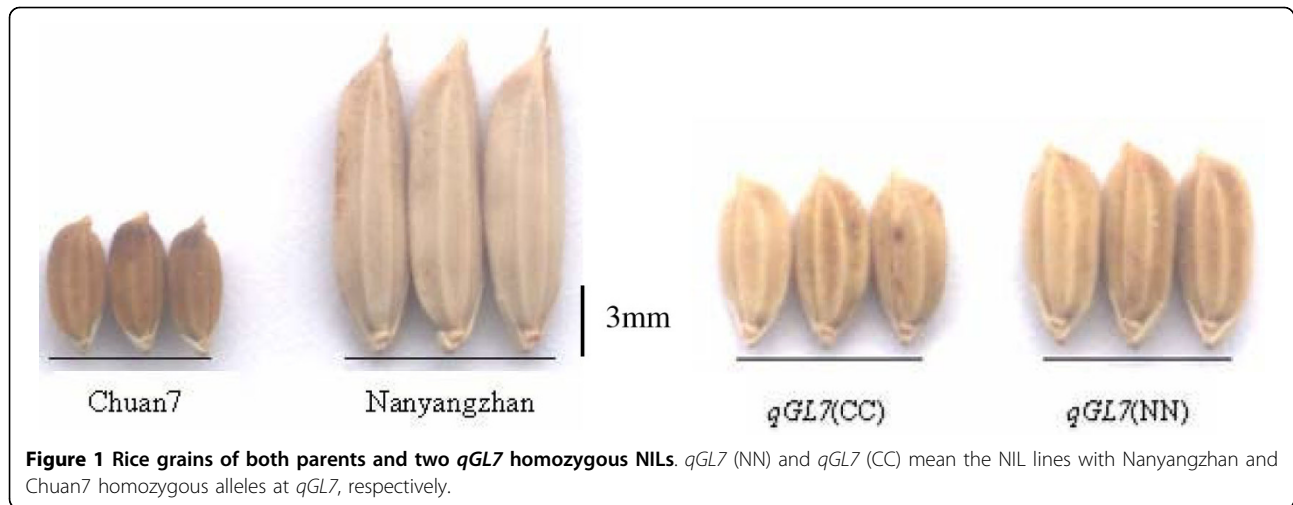 3mm
Chuan7
Nanyangzhan
qGL7(CC)
qGL7(NN)
Figure 1 Rice grains of both parents and two qGL7 homozygous NILs. qGL7 (NN) and qGL7 (CC) mean the NIL lines with Nanyangzhan and
Chuan7 homozygous alleles at qGL7, respectively.